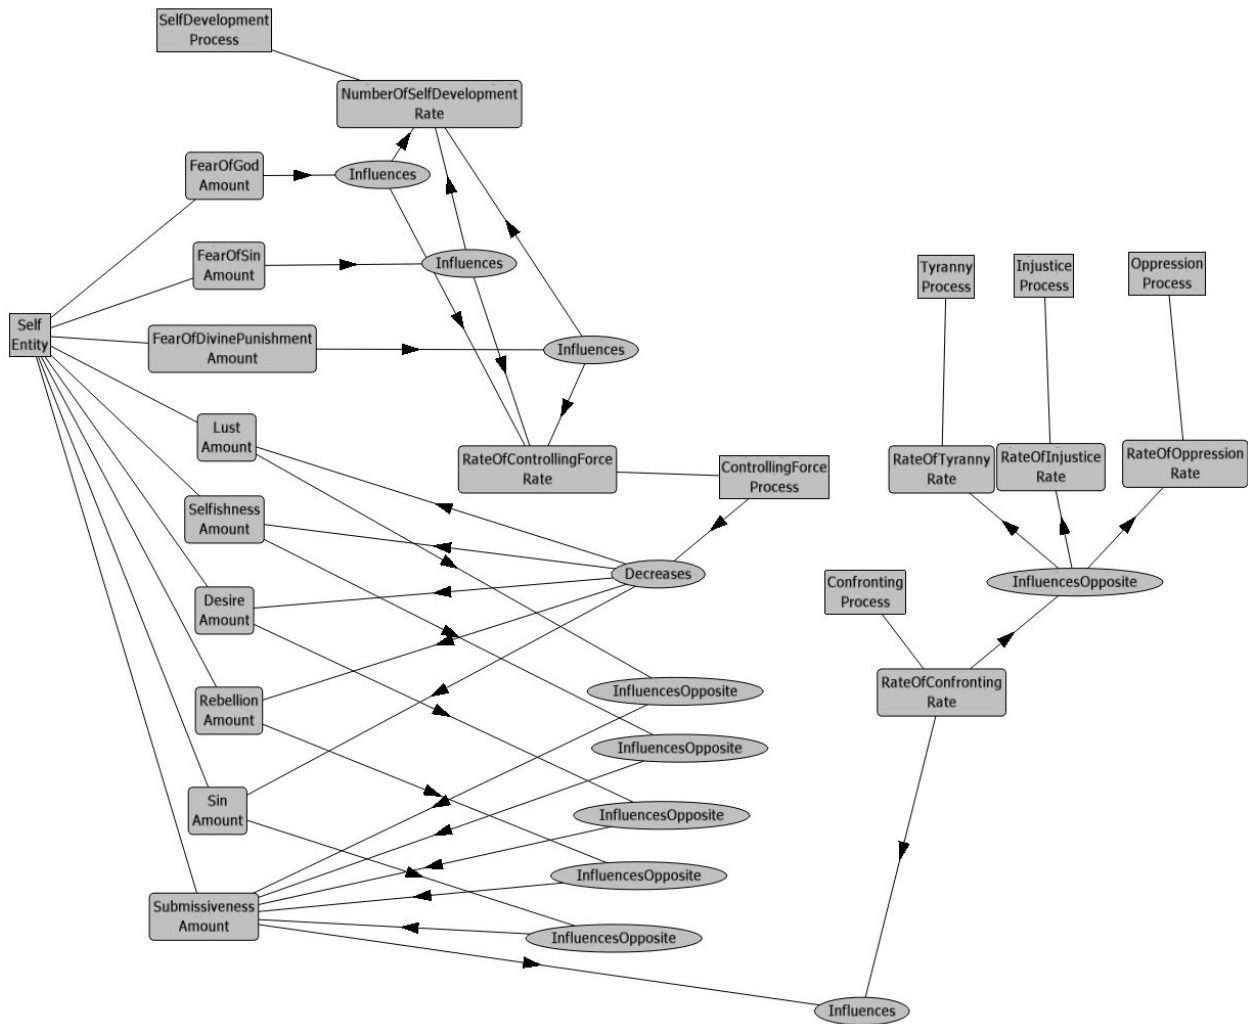 SelfDevelopment
Process
NumberOfSelfDevelopment
Rate
FearOfGod
Amount
Influences
FearOfSin
Amount
Influences
Tyranny
Process
Injustice
Process
Oppression
Process
Self
Entity
FearOfDivinePunishment
Amount
Influences
Lust
Amount
RateOfControllingForce
Rate
ControllingForce
Process
RateOfTyranny
Rate
RateOfInjustice
Rate
RateOfOppression
Rate
Selfishness
Amount
Decreases
Desire
Amount
Confronting
Process
InfluencesOpposite
Rebellion
Amount
InfluencesOpposite
RateOfConfronting
Rate
InfluencesOpposite
Sin
Amount
InfluencesOpposite
InfluencesOpposite
Submissiveness
Amount
InfluencesOpposite
Influences